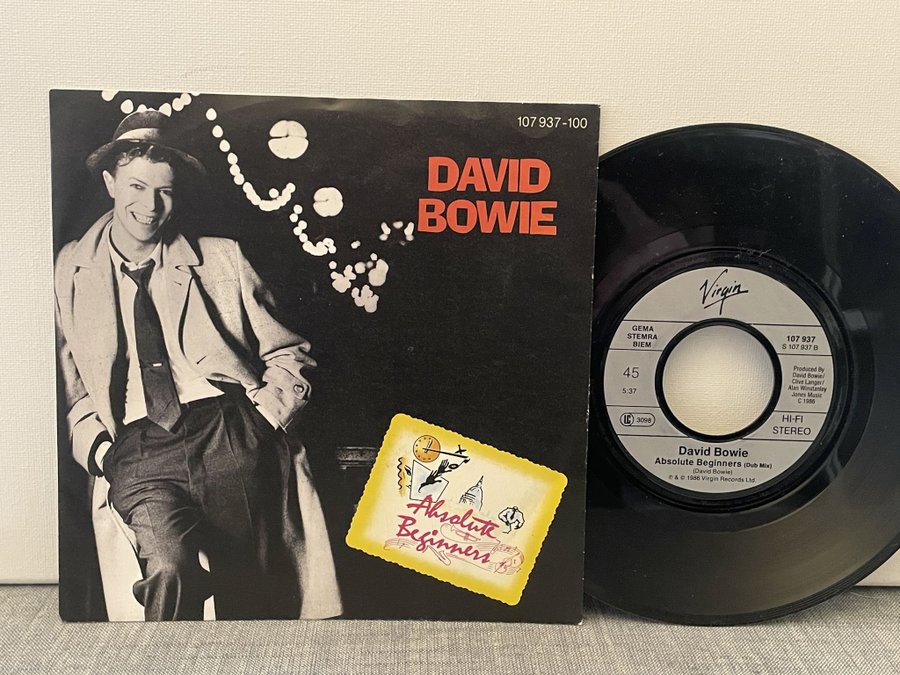 107 937-100
DAVID
BOWIE
Absolute
Beginners
Virgin
GEMA
STEMRA
BIEM
45
5:37
LC 3098
107 937
S 107 937 B
Produced by
David Bowie/
Clive Langer/
Alan Winstanley
Jones Music
C 1986
HI-FI
STEREO
David Bowie
Absolute Beginners (Dub Mix)
(David Bowie)
℗ & © 1986 Virgin Records Ltd.